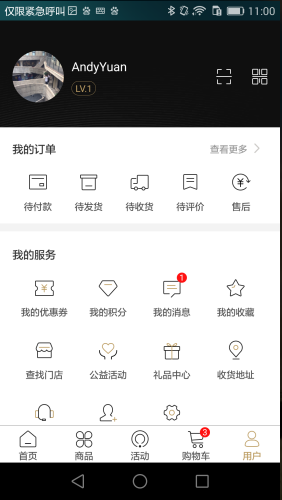 仅限紧急呼叫 11:00
AndyYuan
LV.1
我的订单 查看更多
待付款 待发货 待收货 待评价 售后
我的服务
1
我的优惠券 我的积分 我的消息 我的收藏
查找门店 公益活动 礼品中心 收货地址
3
首页 商品 活动 购物车 用户